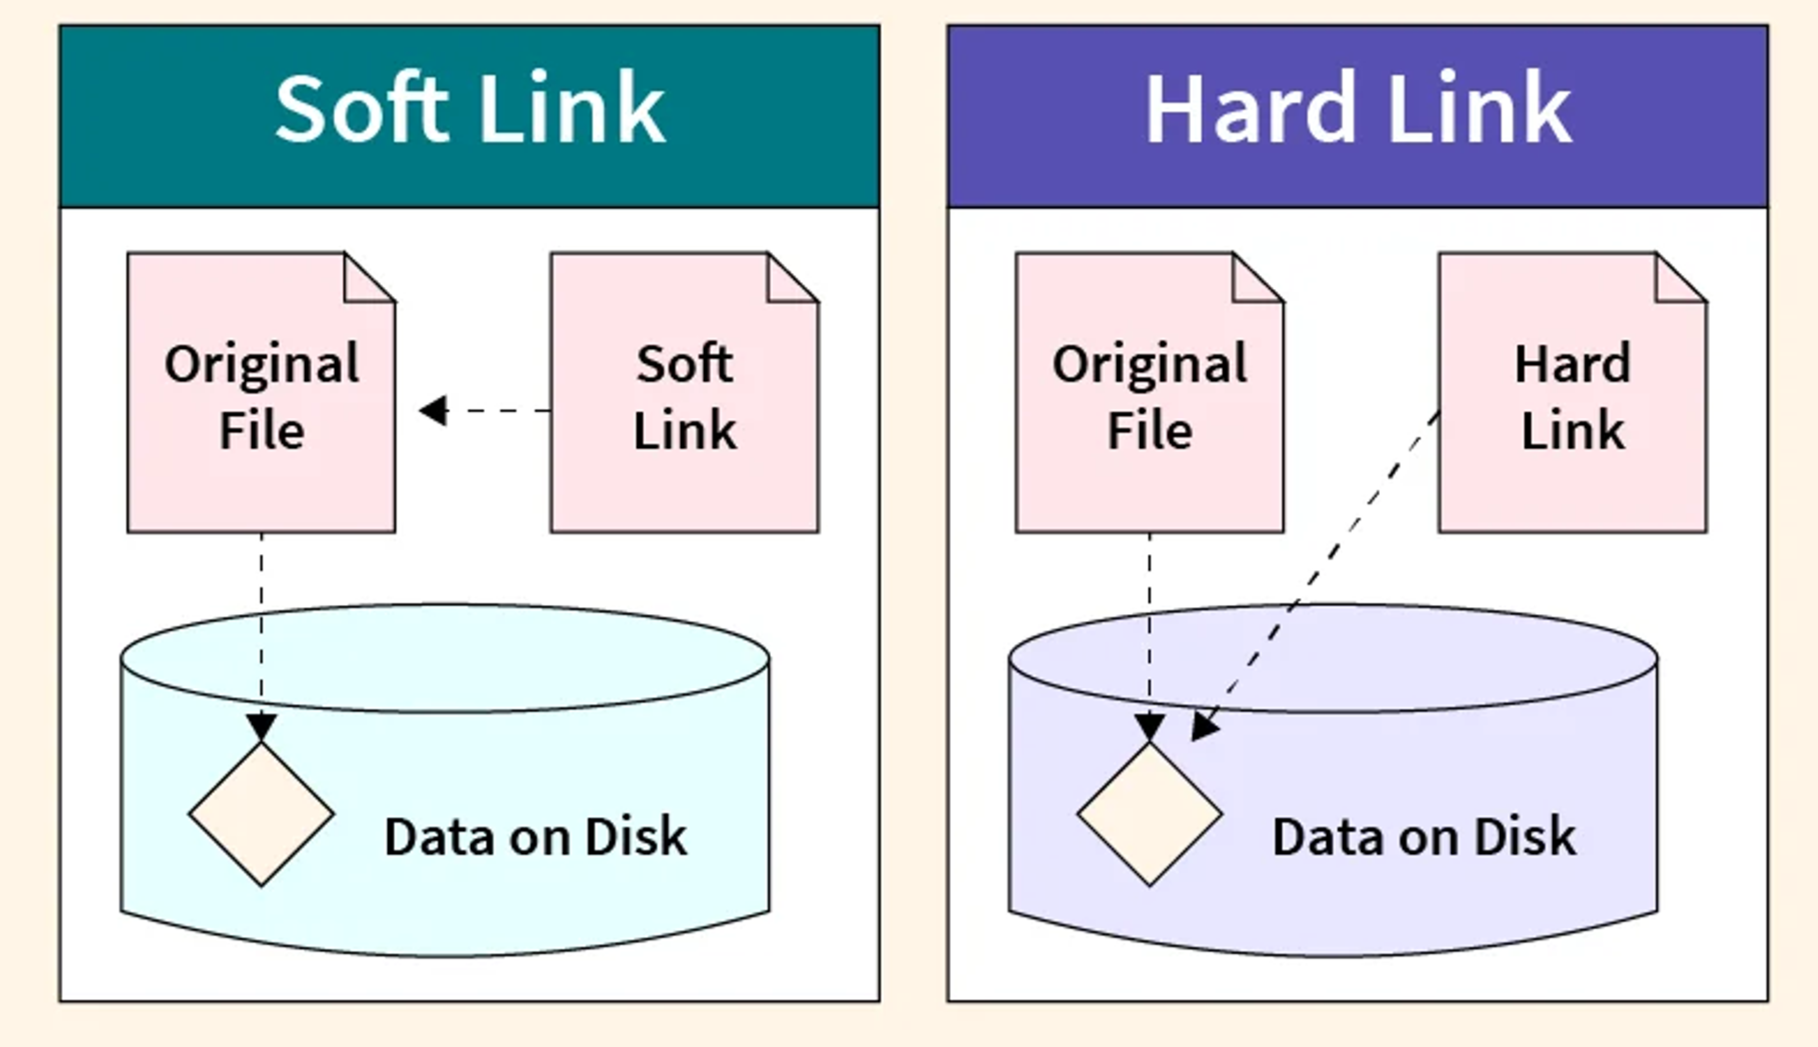 Soft Link
Original
File
Soft
Link
Data on Disk
Hard Link
Original
File
Hard
Link
Data on Disk